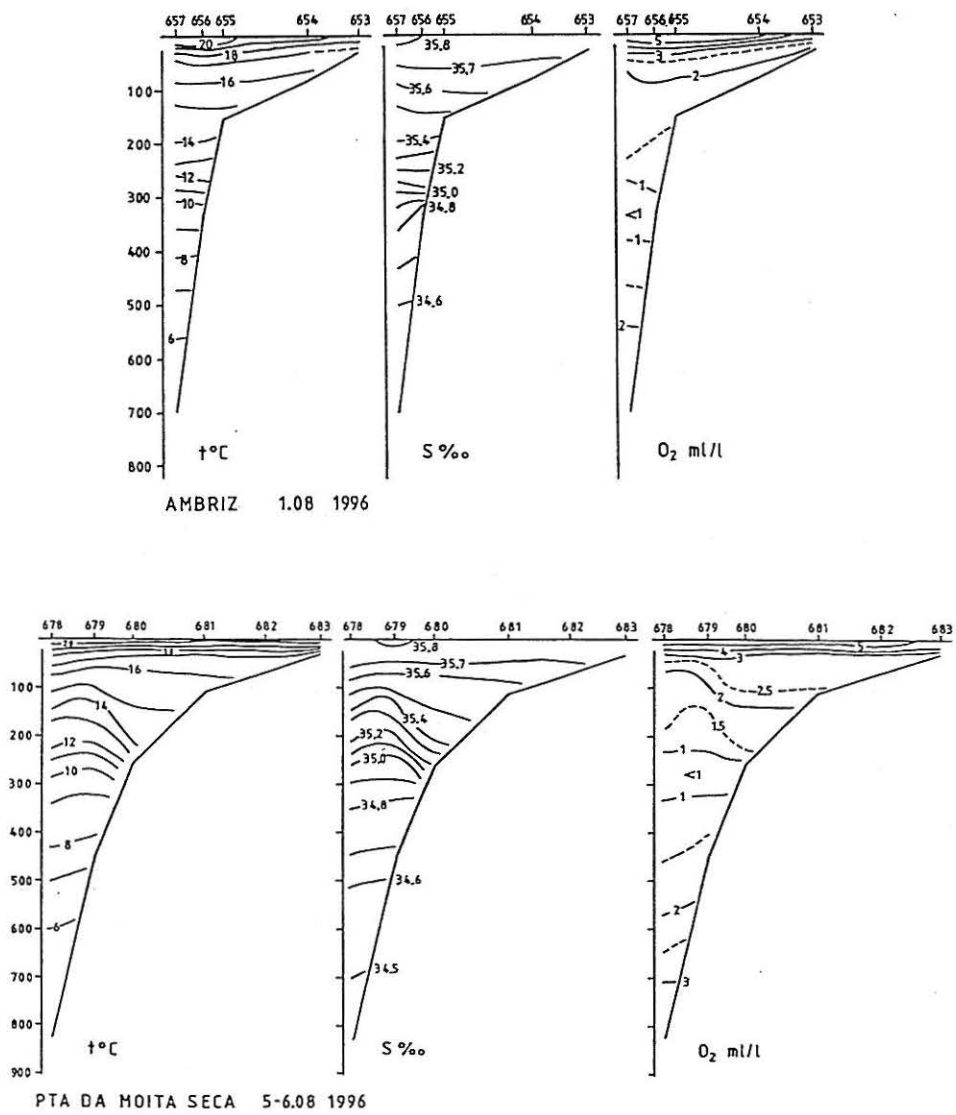 657 656 655 654 653 657 656 655 654 653 657 656 655 654 653
20 35.8 5
18 35.7 3
16 35.6 2
100
14 35.4
200
12 35.2
35.0 1
300
10 34.8 <1
400
8 1
34.6
500
6 2
600
700
800
t°C S‰ O₂ ml/l
AMBRIZ 1.08 1996
678 679 680 681 682 683 678 679 680 681 682 683 678 679 680 681 682 683
18 35.8 4 5
16 35.7 3
35.6 2.5
100 2
14 35.4 1.5
200
12 35.2 1
10 35.0 <1
300
34.8 1
400
8
500 34.6
2
600 6
700 34.5 3
800
900
t°C S‰ O₂ ml/l
PTA DA MOITA SECA 5-6.08 1996